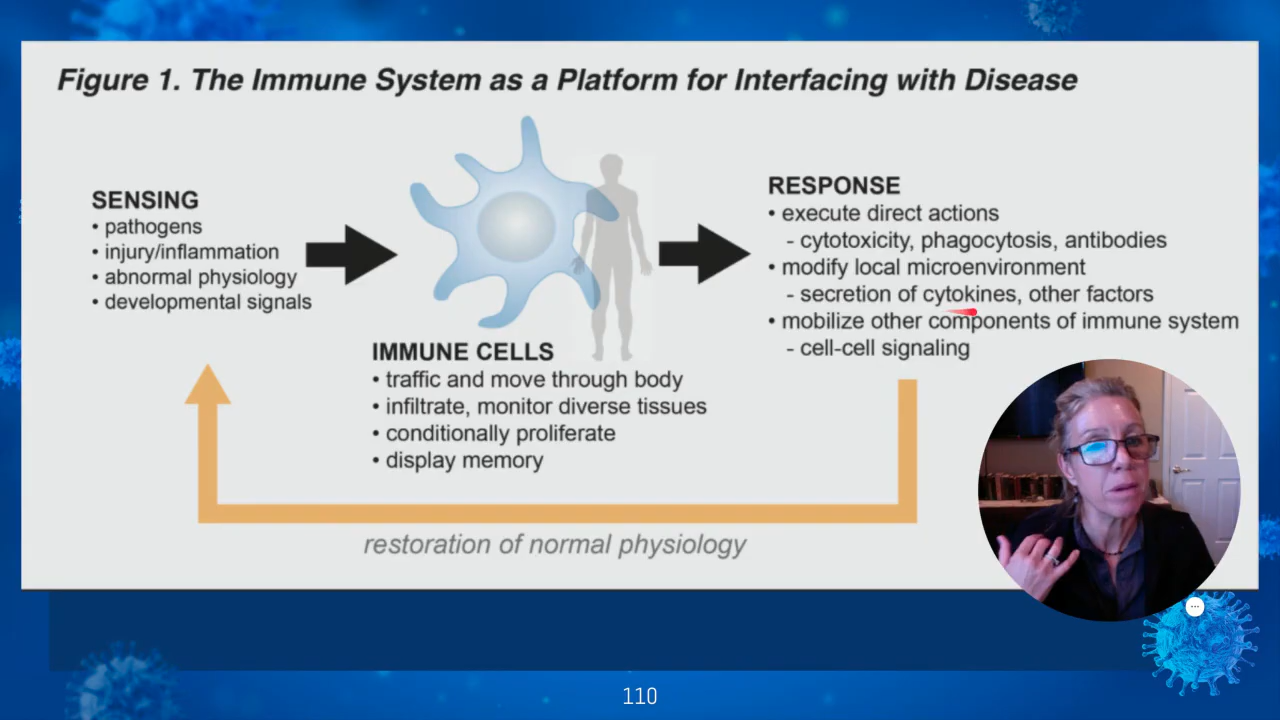 Figure 1. The Immune System as a Platform for Interfacing with Disease
SENSING
• pathogens
• injury/inflammation
• abnormal physiology
• developmental signals
IMMUNE CELLS
• traffic and move through body
• infiltrate, monitor diverse tissues
• conditionally proliferate
• display memory
RESPONSE
• execute direct actions
- cytotoxicity, phagocytosis, antibodies
• modify local microenvironment
- secretion of cytokines, other factors
• mobilize other components of immune system
- cell-cell signaling
restoration of normal physiology
110